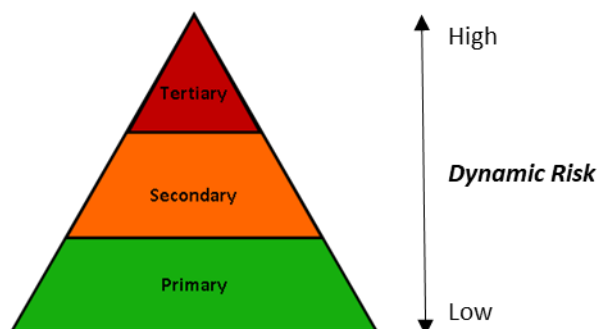 High
Tertiary
Dynamic Risk
Secondary
Primary
Low